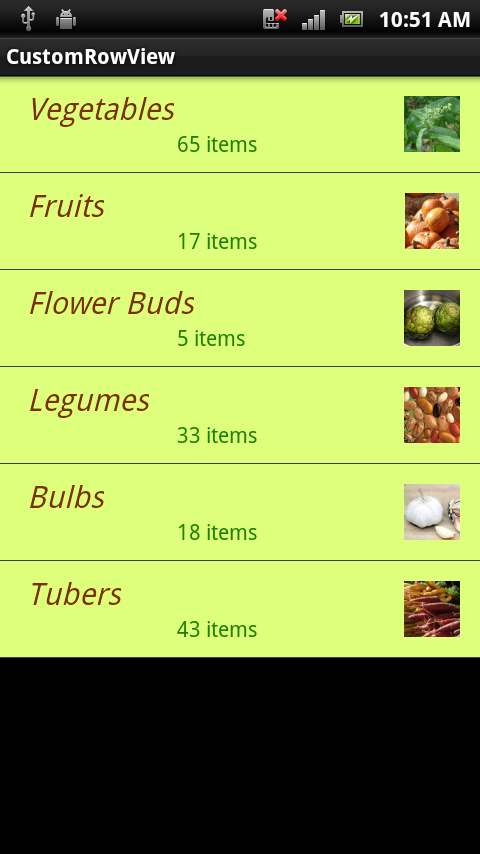 10:51 AM
CustomRowView
Vegetables
65 items
Fruits
17 items
Flower Buds
5 items
Legumes
33 items
Bulbs
18 items
Tubers
43 items